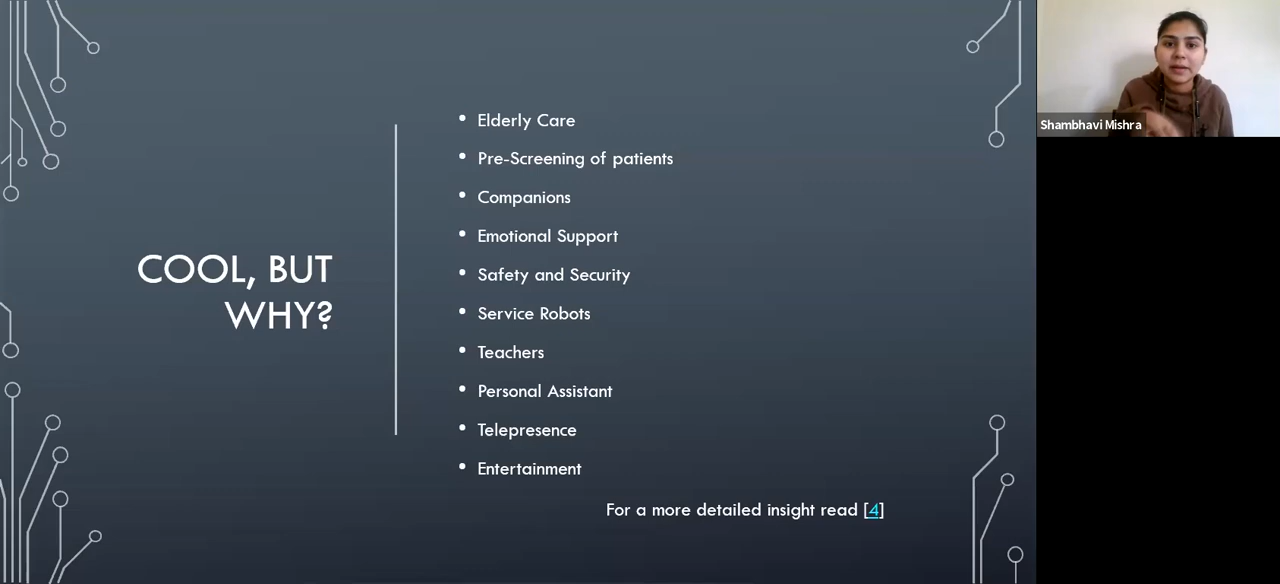 COOL, BUT
WHY?
• Elderly Care
• Pre-Screening of patients
• Companions
• Emotional Support
• Safety and Security
• Service Robots
• Teachers
• Personal Assistant
• Telepresence
• Entertainment
For a more detailed insight read [4]
Shambhavi Mishra